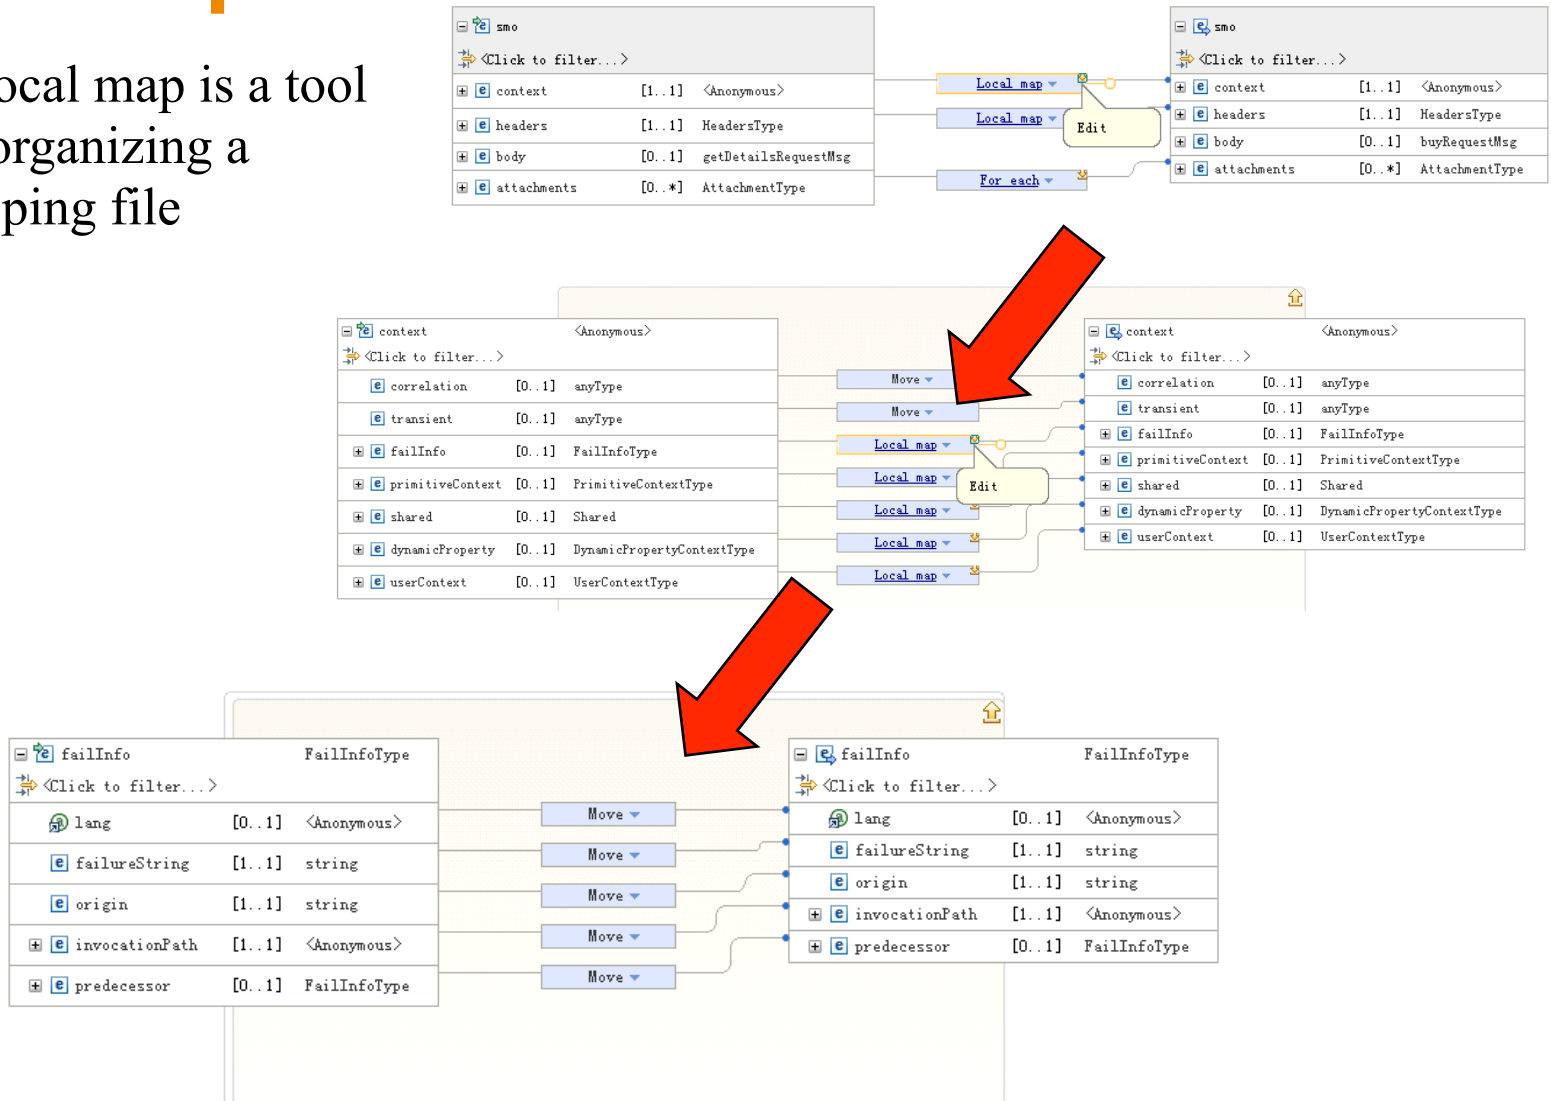 ocal map is a tool
organizing a
ping file
smo
<Click to filter...>
context [1..1] <Anonymous>
headers [1..1] HeadersType
body [0..1] getDetailsRequestMsg
attachments [0..*] AttachmentType
Local map
Local map
For each
Edit
smo
<Click to filter...>
context [1..1] <Anonymous>
headers [1..1] HeadersType
body [0..1] buyRequestMsg
attachments [0..*] AttachmentType
context <Anonymous>
<Click to filter...>
correlation [0..1] anyType
transient [0..1] anyType
failInfo [0..1] FailInfoType
primitiveContext [0..1] PrimitiveContextType
shared [0..1] Shared
dynamicProperty [0..1] DynamicPropertyContextType
userContext [0..1] UserContextType
Move
Move
Local map
Local map
Local map
Local map
Local map
Edit
context <Anonymous>
<Click to filter...>
correlation [0..1] anyType
transient [0..1] anyType
failInfo [0..1] FailInfoType
primitiveContext [0..1] PrimitiveContextType
shared [0..1] Shared
dynamicProperty [0..1] DynamicPropertyContextType
userContext [0..1] UserContextType
failInfo FailInfoType
<Click to filter...>
lang [0..1] <Anonymous>
failureString [1..1] string
origin [1..1] string
invocationPath [1..1] <Anonymous>
predecessor [0..1] FailInfoType
Move
Move
Move
Move
Move
failInfo FailInfoType
<Click to filter...>
lang [0..1] <Anonymous>
failureString [1..1] string
origin [1..1] string
invocationPath [1..1] <Anonymous>
predecessor [0..1] FailInfoType